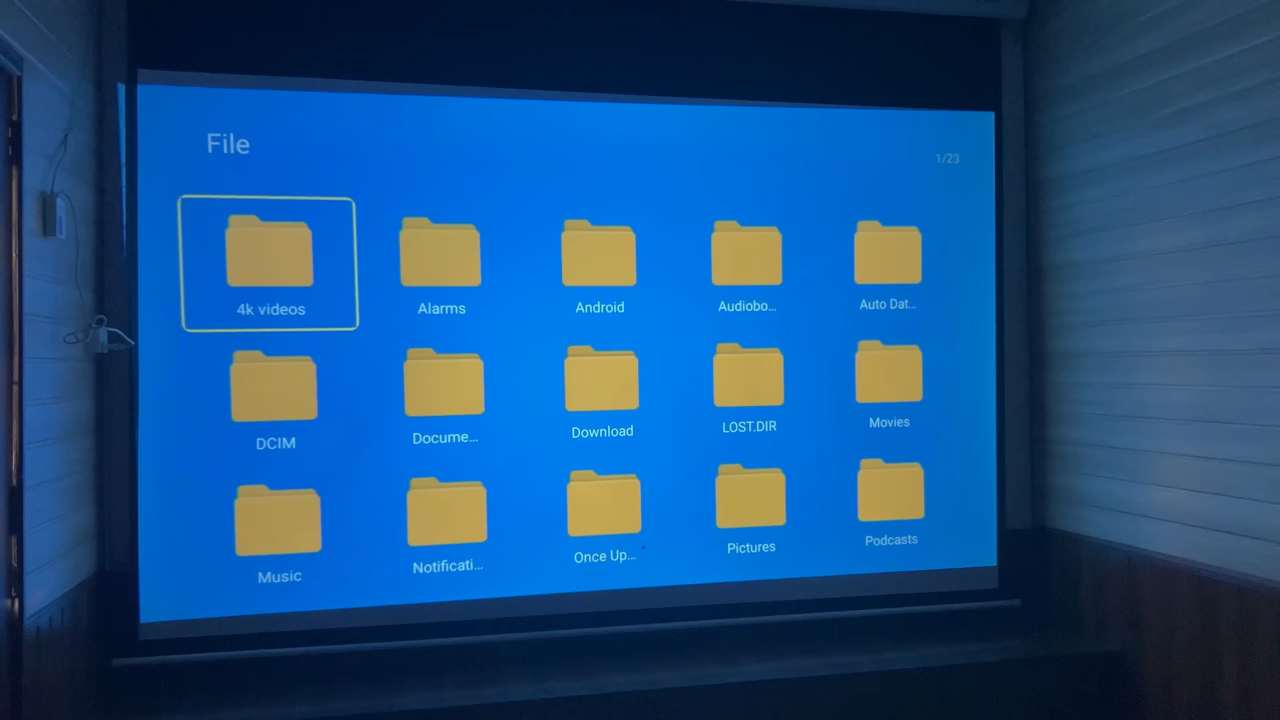 File
1/23
4k videos
Alarms
Android
Audiobo...
Auto Dat...
DCIM
Docume...
Download
LOST.DIR
Movies
Music
Notificati...
Once Up...
Pictures
Podcasts